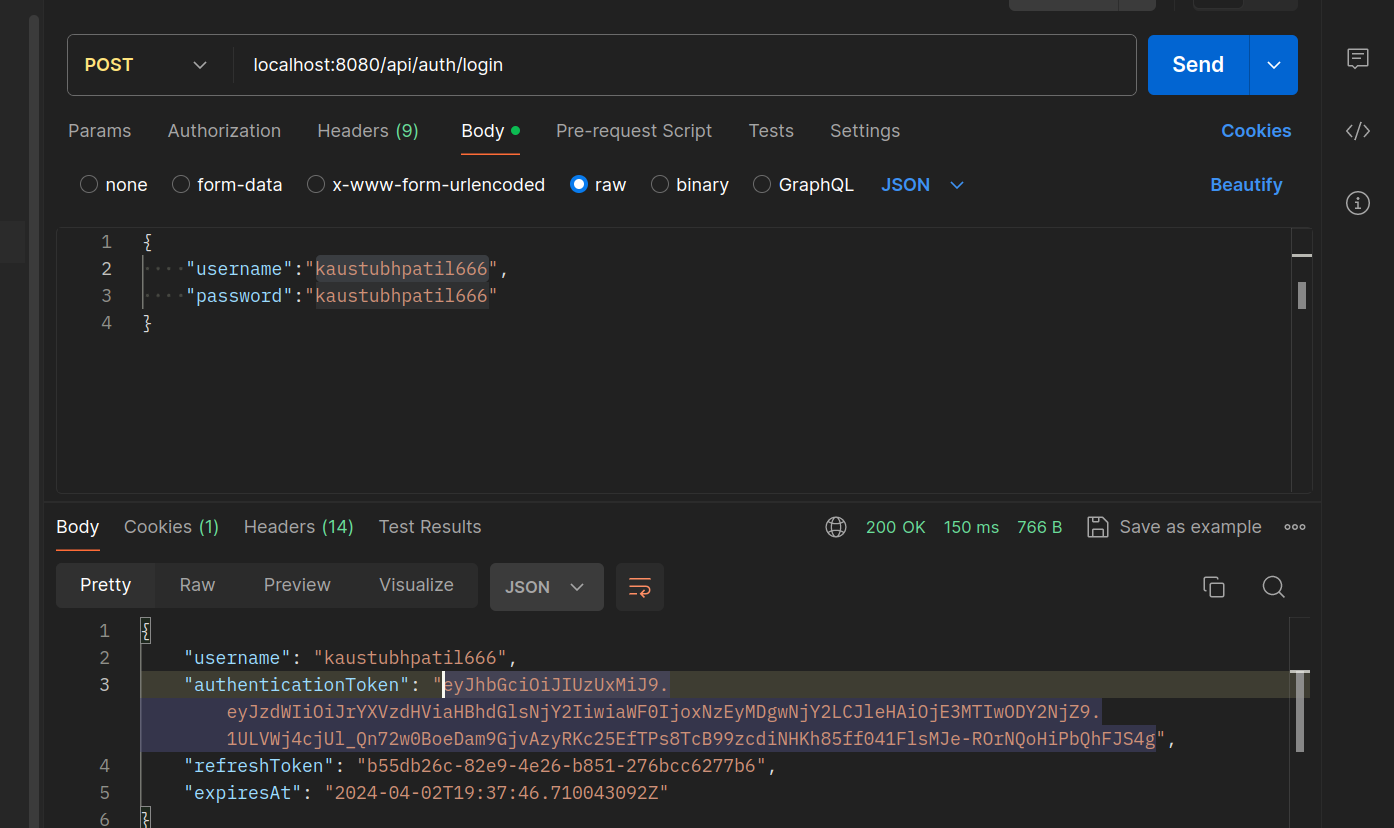 POST localhost:8080/api/auth/login Send
Params Authorization Headers (9) Body Pre-request Script Tests Settings Cookies
none form-data x-www-form-urlencoded raw binary GraphQL JSON Beautify
1 {
2 ····"username":"kaustubhpatil666",
3 ····"password":"kaustubhpatil666"
4 }
Body Cookies (1) Headers (14) Test Results 200 OK 150 ms 766 B Save as example
Pretty Raw Preview Visualize JSON
1 {
2 "username": "kaustubhpatil666",
3 "authenticationToken": "eyJhbGciOiJIUzUxMiJ9.
eyJzdWIiOiJrYXVzdHViaHBhdGlsNjY2IiwiaWF0IjoxNzEyMDgwNjY2LCJleHAiOjE3MTIwODY2NjZ9.
1ULVWj4cjUl_Qn72w0BoeDam9GjvAzyRKc25EfTPs8TcB99zcdiNHKh85ff041FlsMJe-ROrNQoHiPbQhFJS4g",
4 "refreshToken": "b55db26c-82e9-4e26-b851-276bcc6277b6",
5 "expiresAt": "2024-04-02T19:37:46.710043092Z"
6 }